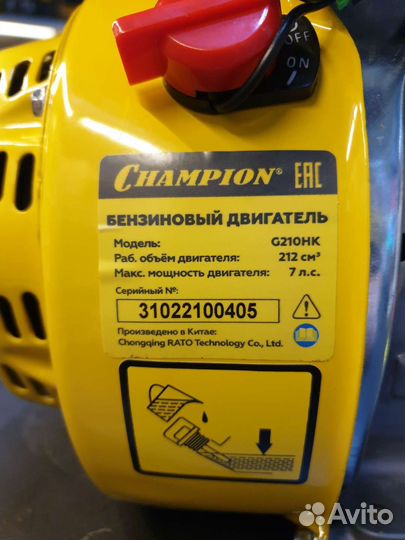 OFF
ON
CHAMPION® EAC
БЕНЗИНОВЫЙ ДВИГАТЕЛЬ
Модель: G210HK
Раб. объём двигателя: 212 см³
Макс. мощность двигателя: 7 л.с.
Серийный №:
31022100405
Произведено в Китае:
Chongqing RATO Technology Co., Ltd.
Avito